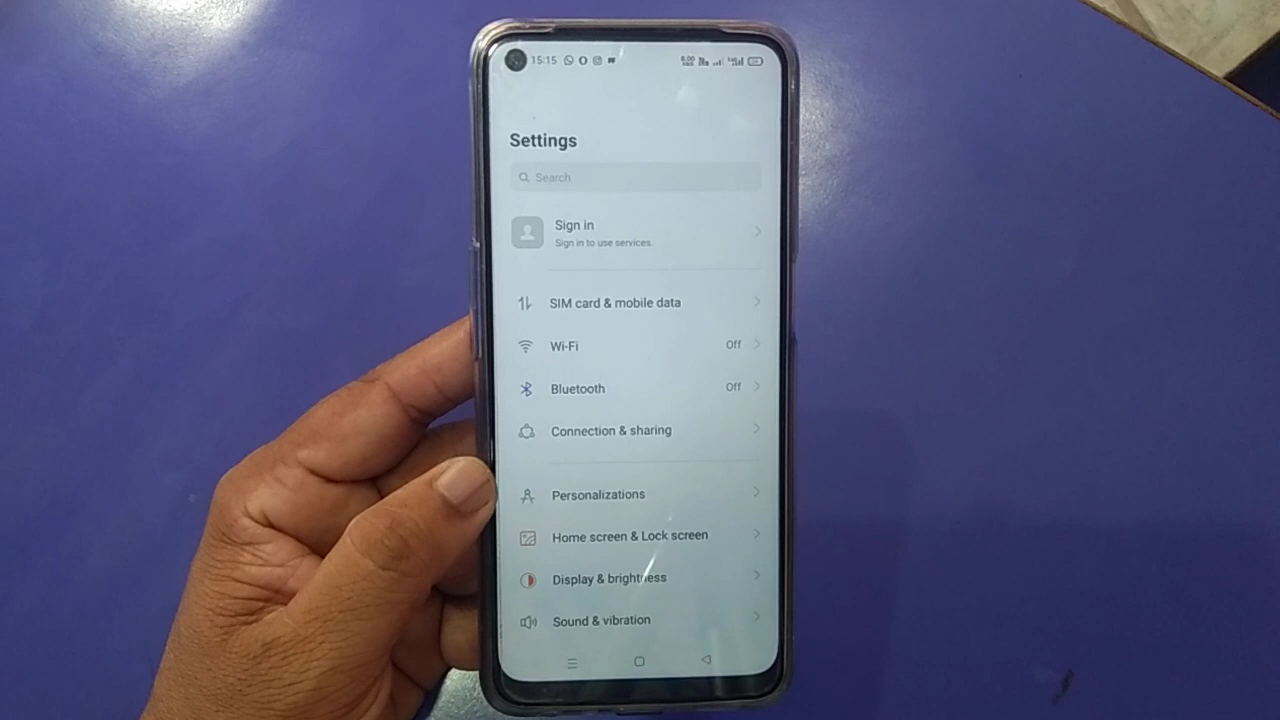 15:15
Settings
Search
Sign in
Sign in to use services.
SIM card & mobile data
Wi-Fi Off
Bluetooth Off
Connection & sharing
Personalizations
Home screen & Lock screen
Display & brightness
Sound & vibration